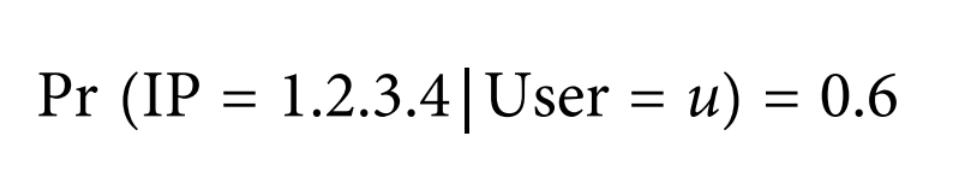 Pr (IP = 1.2.3.4|User = u) = 0.6